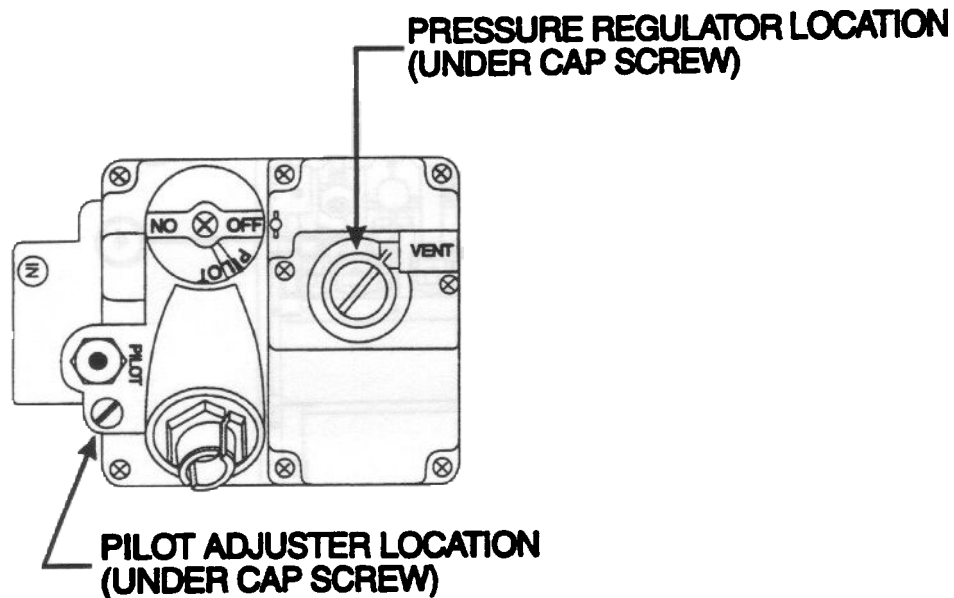 PRESSURE REGULATOR LOCATION
(UNDER CAP SCREW)
NO OFF
PILOT
VENT
IN
PILOT
PILOT ADJUSTER LOCATION
(UNDER CAP SCREW)